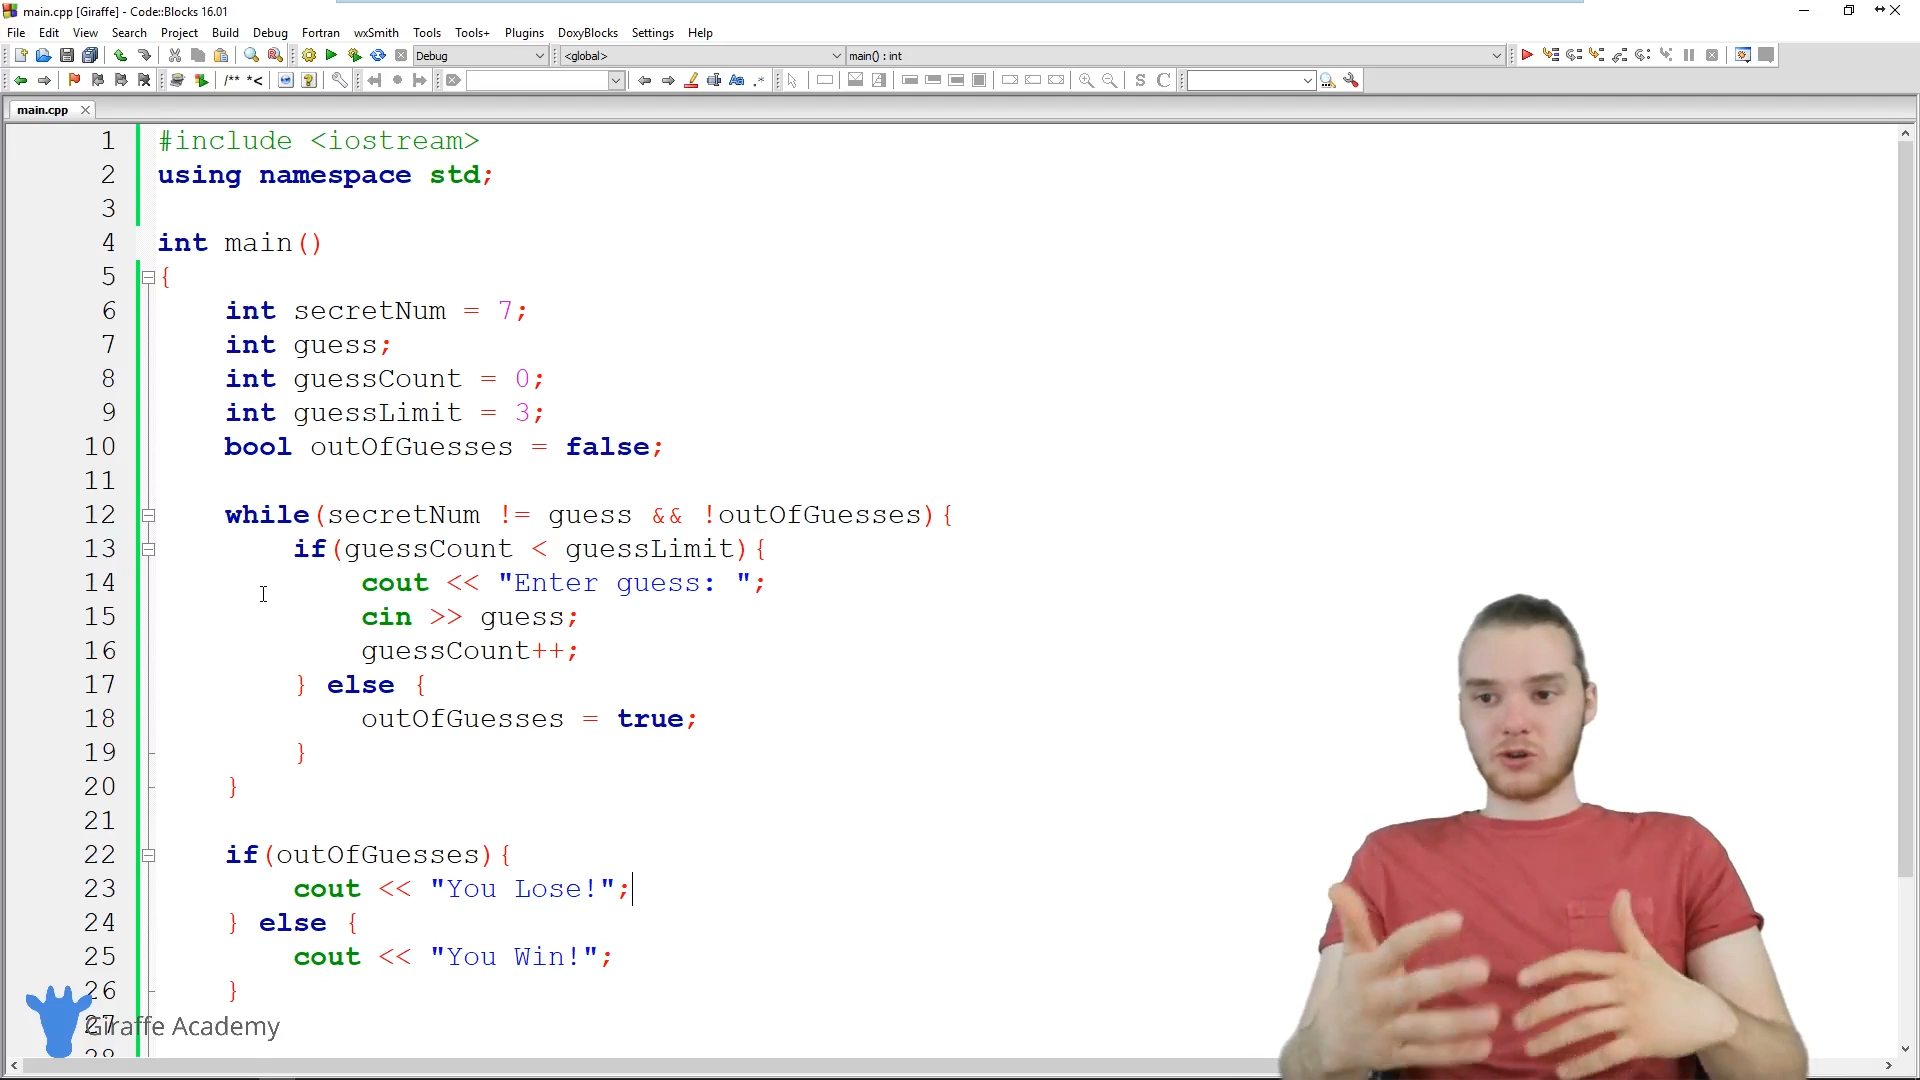 main.cpp [Giraffe] - Code::Blocks 16.01
File Edit View Search Project Build Debug Fortran wxSmith Tools Tools+ Plugins DoxyBlocks Settings Help
Debug <global> main() : int
/** *<
S C
main.cpp
1 #include <iostream>
2 using namespace std;
3
4 int main()
5 {
6 int secretNum = 7;
7 int guess;
8 int guessCount = 0;
9 int guessLimit = 3;
10 bool outOfGuesses = false;
11
12 while(secretNum != guess && !outOfGuesses){
13 if(guessCount < guessLimit){
14 cout << "Enter guess: ";
15 cin >> guess;
16 guessCount++;
17 } else {
18 outOfGuesses = true;
19 }
20 }
21
22 if(outOfGuesses){
23 cout << "You Lose!";
24 } else {
25 cout << "You Win!";
26 }
27
Giraffe Academy
28